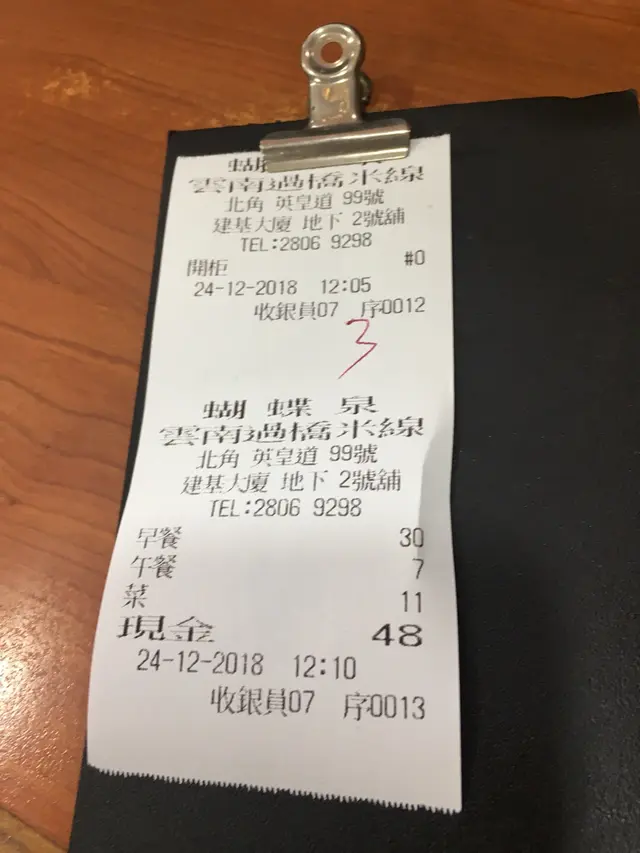 蝴
雲南過橋米線
北角 英皇道 99號
建基大廈 地下 2號舖
TEL:2806 9298
開柜 #0
24-12-2018 12:05
收銀員07 序0012
3
蝴 蝶 泉
雲南過橋米線
北角 英皇道 99號
建基大廈 地下 2號舖
TEL:2806 9298
早餐 30
午餐 7
菜 11
現金 48
24-12-2018 12:10
收銀員07 序0013